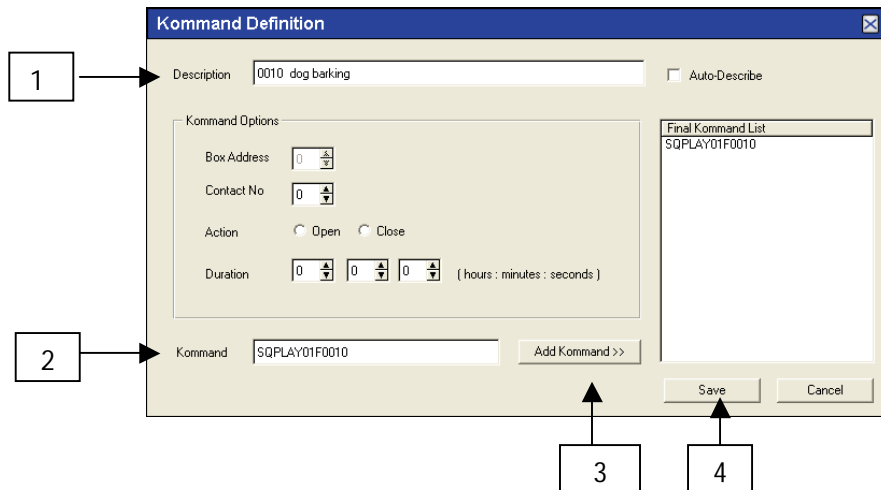 Kommand Definition
1
Description 0010 dog barking
Auto-Describe
Kommand Options
Box Address 0
Contact No 0
Action Open Close
Duration 0 0 0 ( hours : minutes : seconds )
Final Kommand List
SQPLAY01F0010
2
Kommand SQPLAY01F0010
Add Kommand >>
Save Cancel
3 4